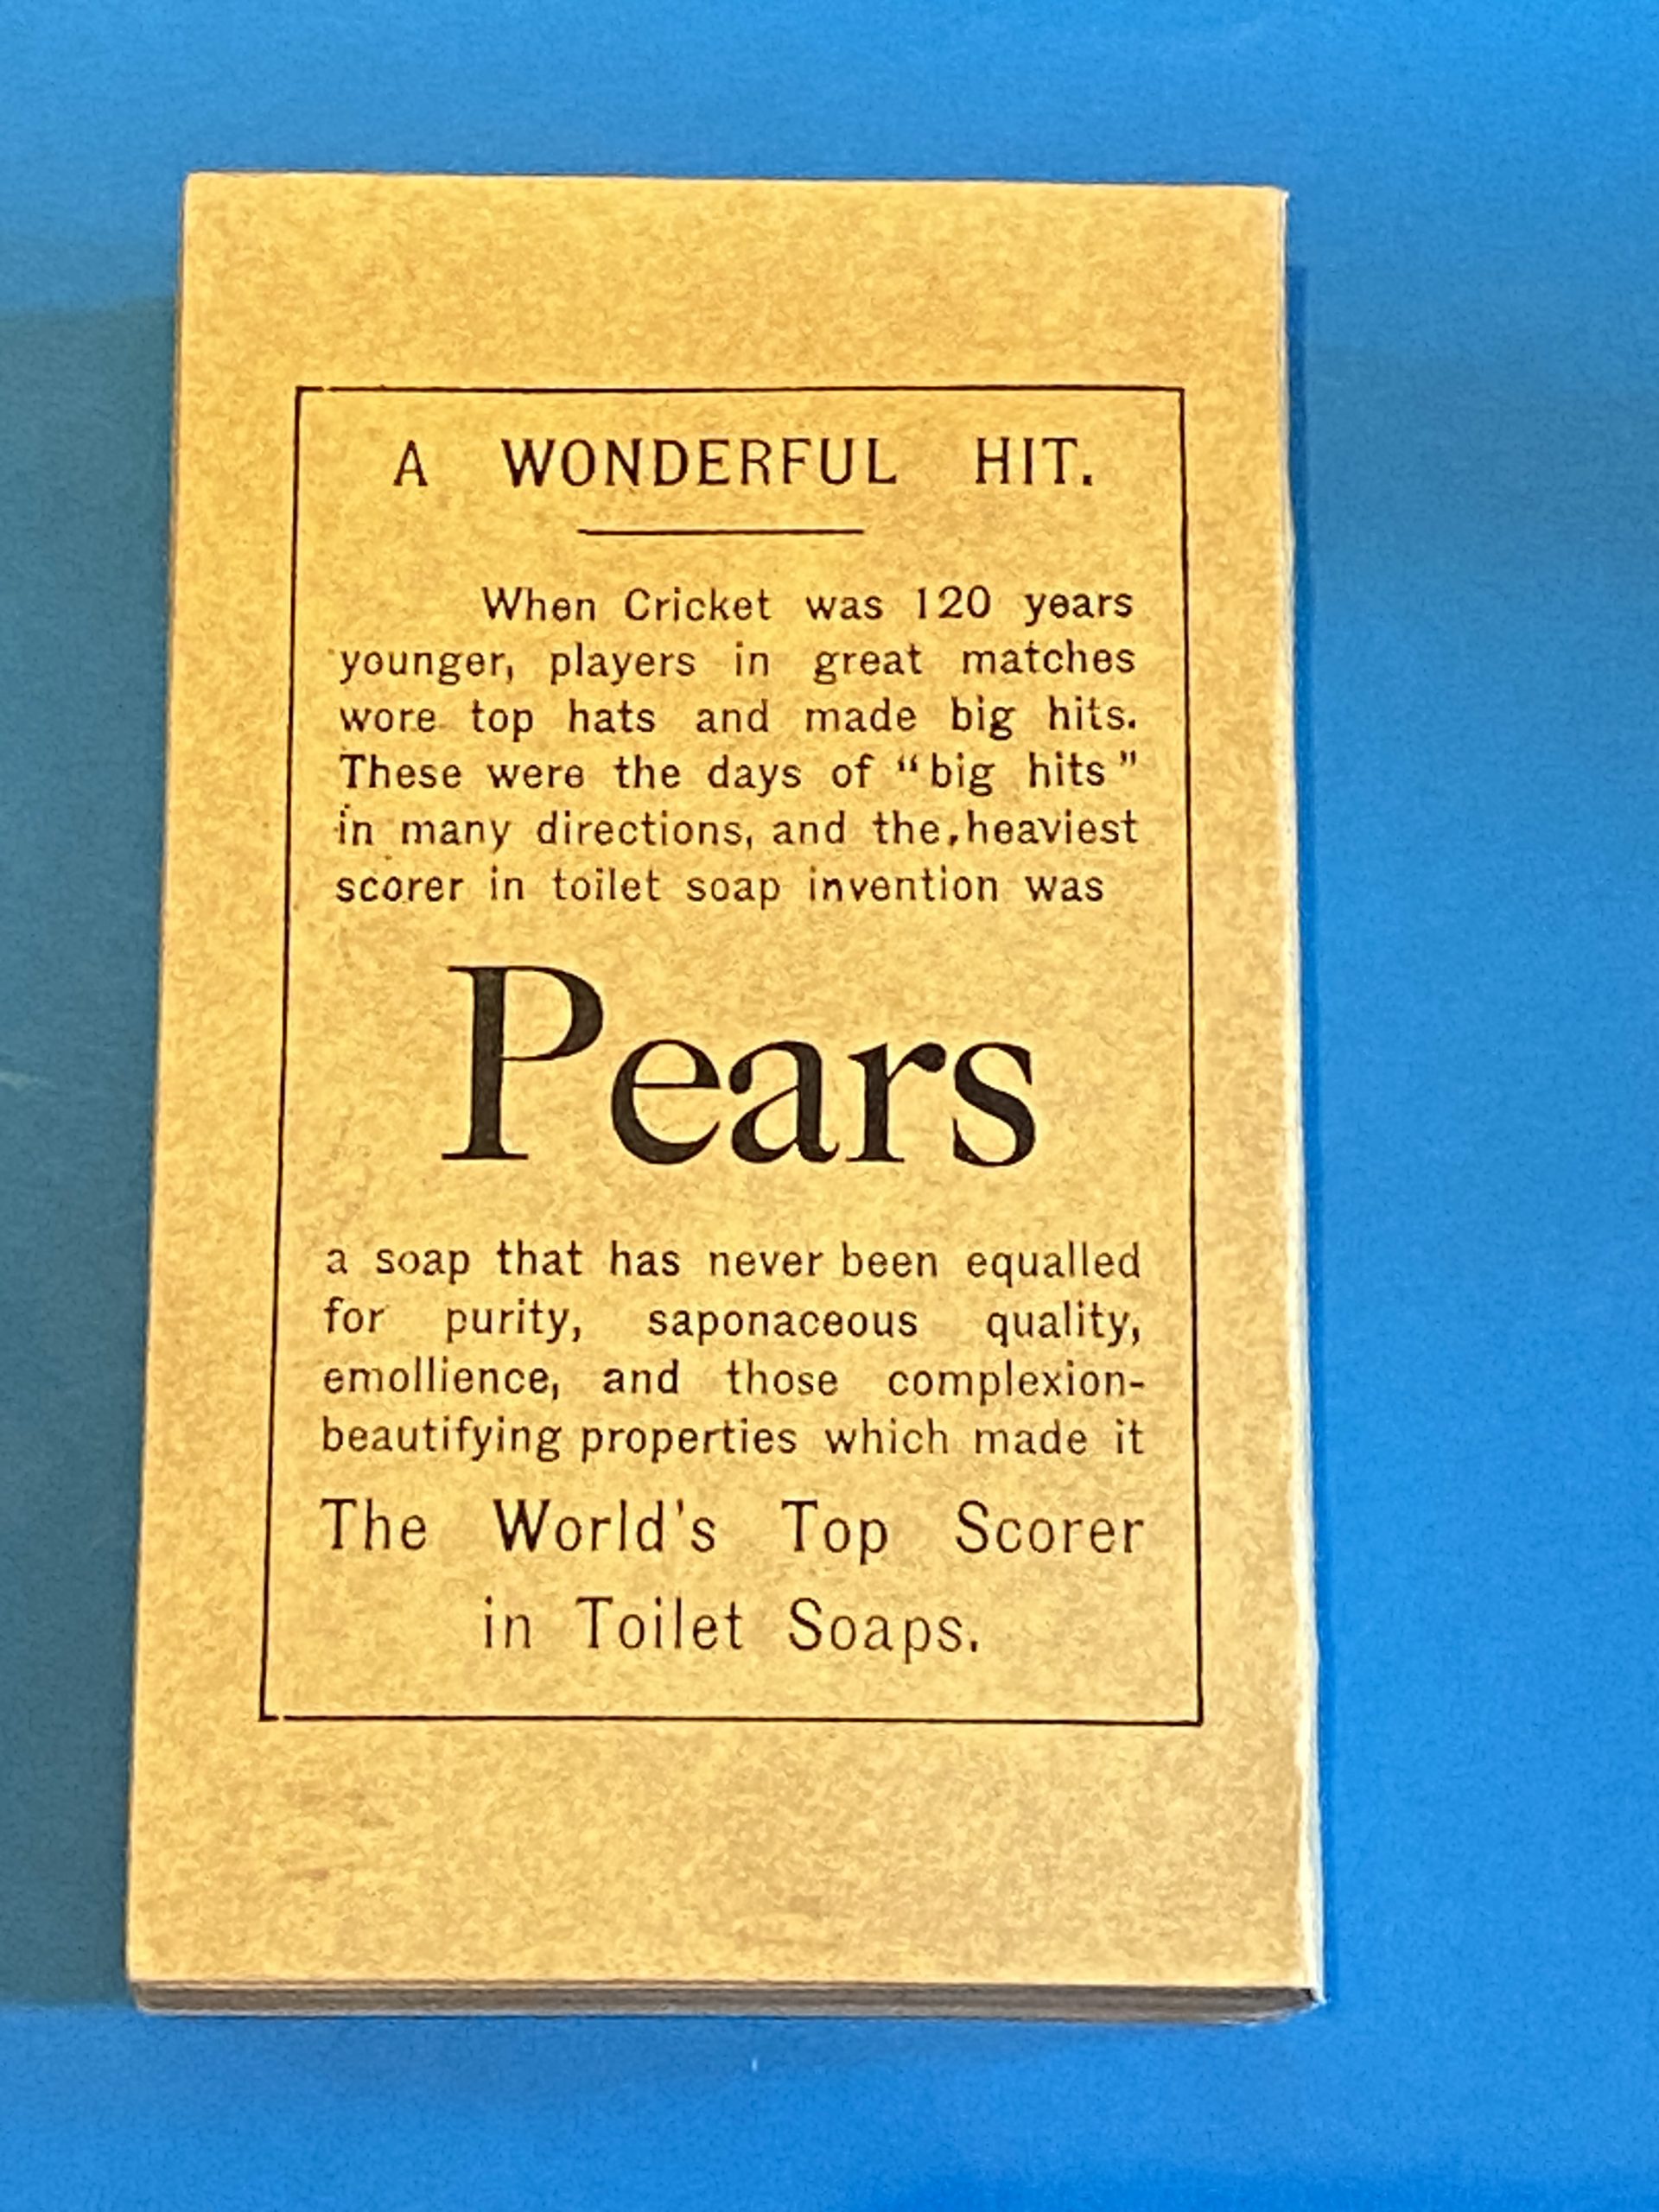 A WONDERFUL HIT.
When Cricket was 120 years
younger, players in great matches
wore top hats and made big hits.
These were the days of "big hits"
in many directions, and the heaviest
scorer in toilet soap invention was
Pears
a soap that has never been equalled
for purity, saponaceous quality,
emollience, and those complexion-
beautifying properties which made it
The World's Top Scorer
in Toilet Soaps.